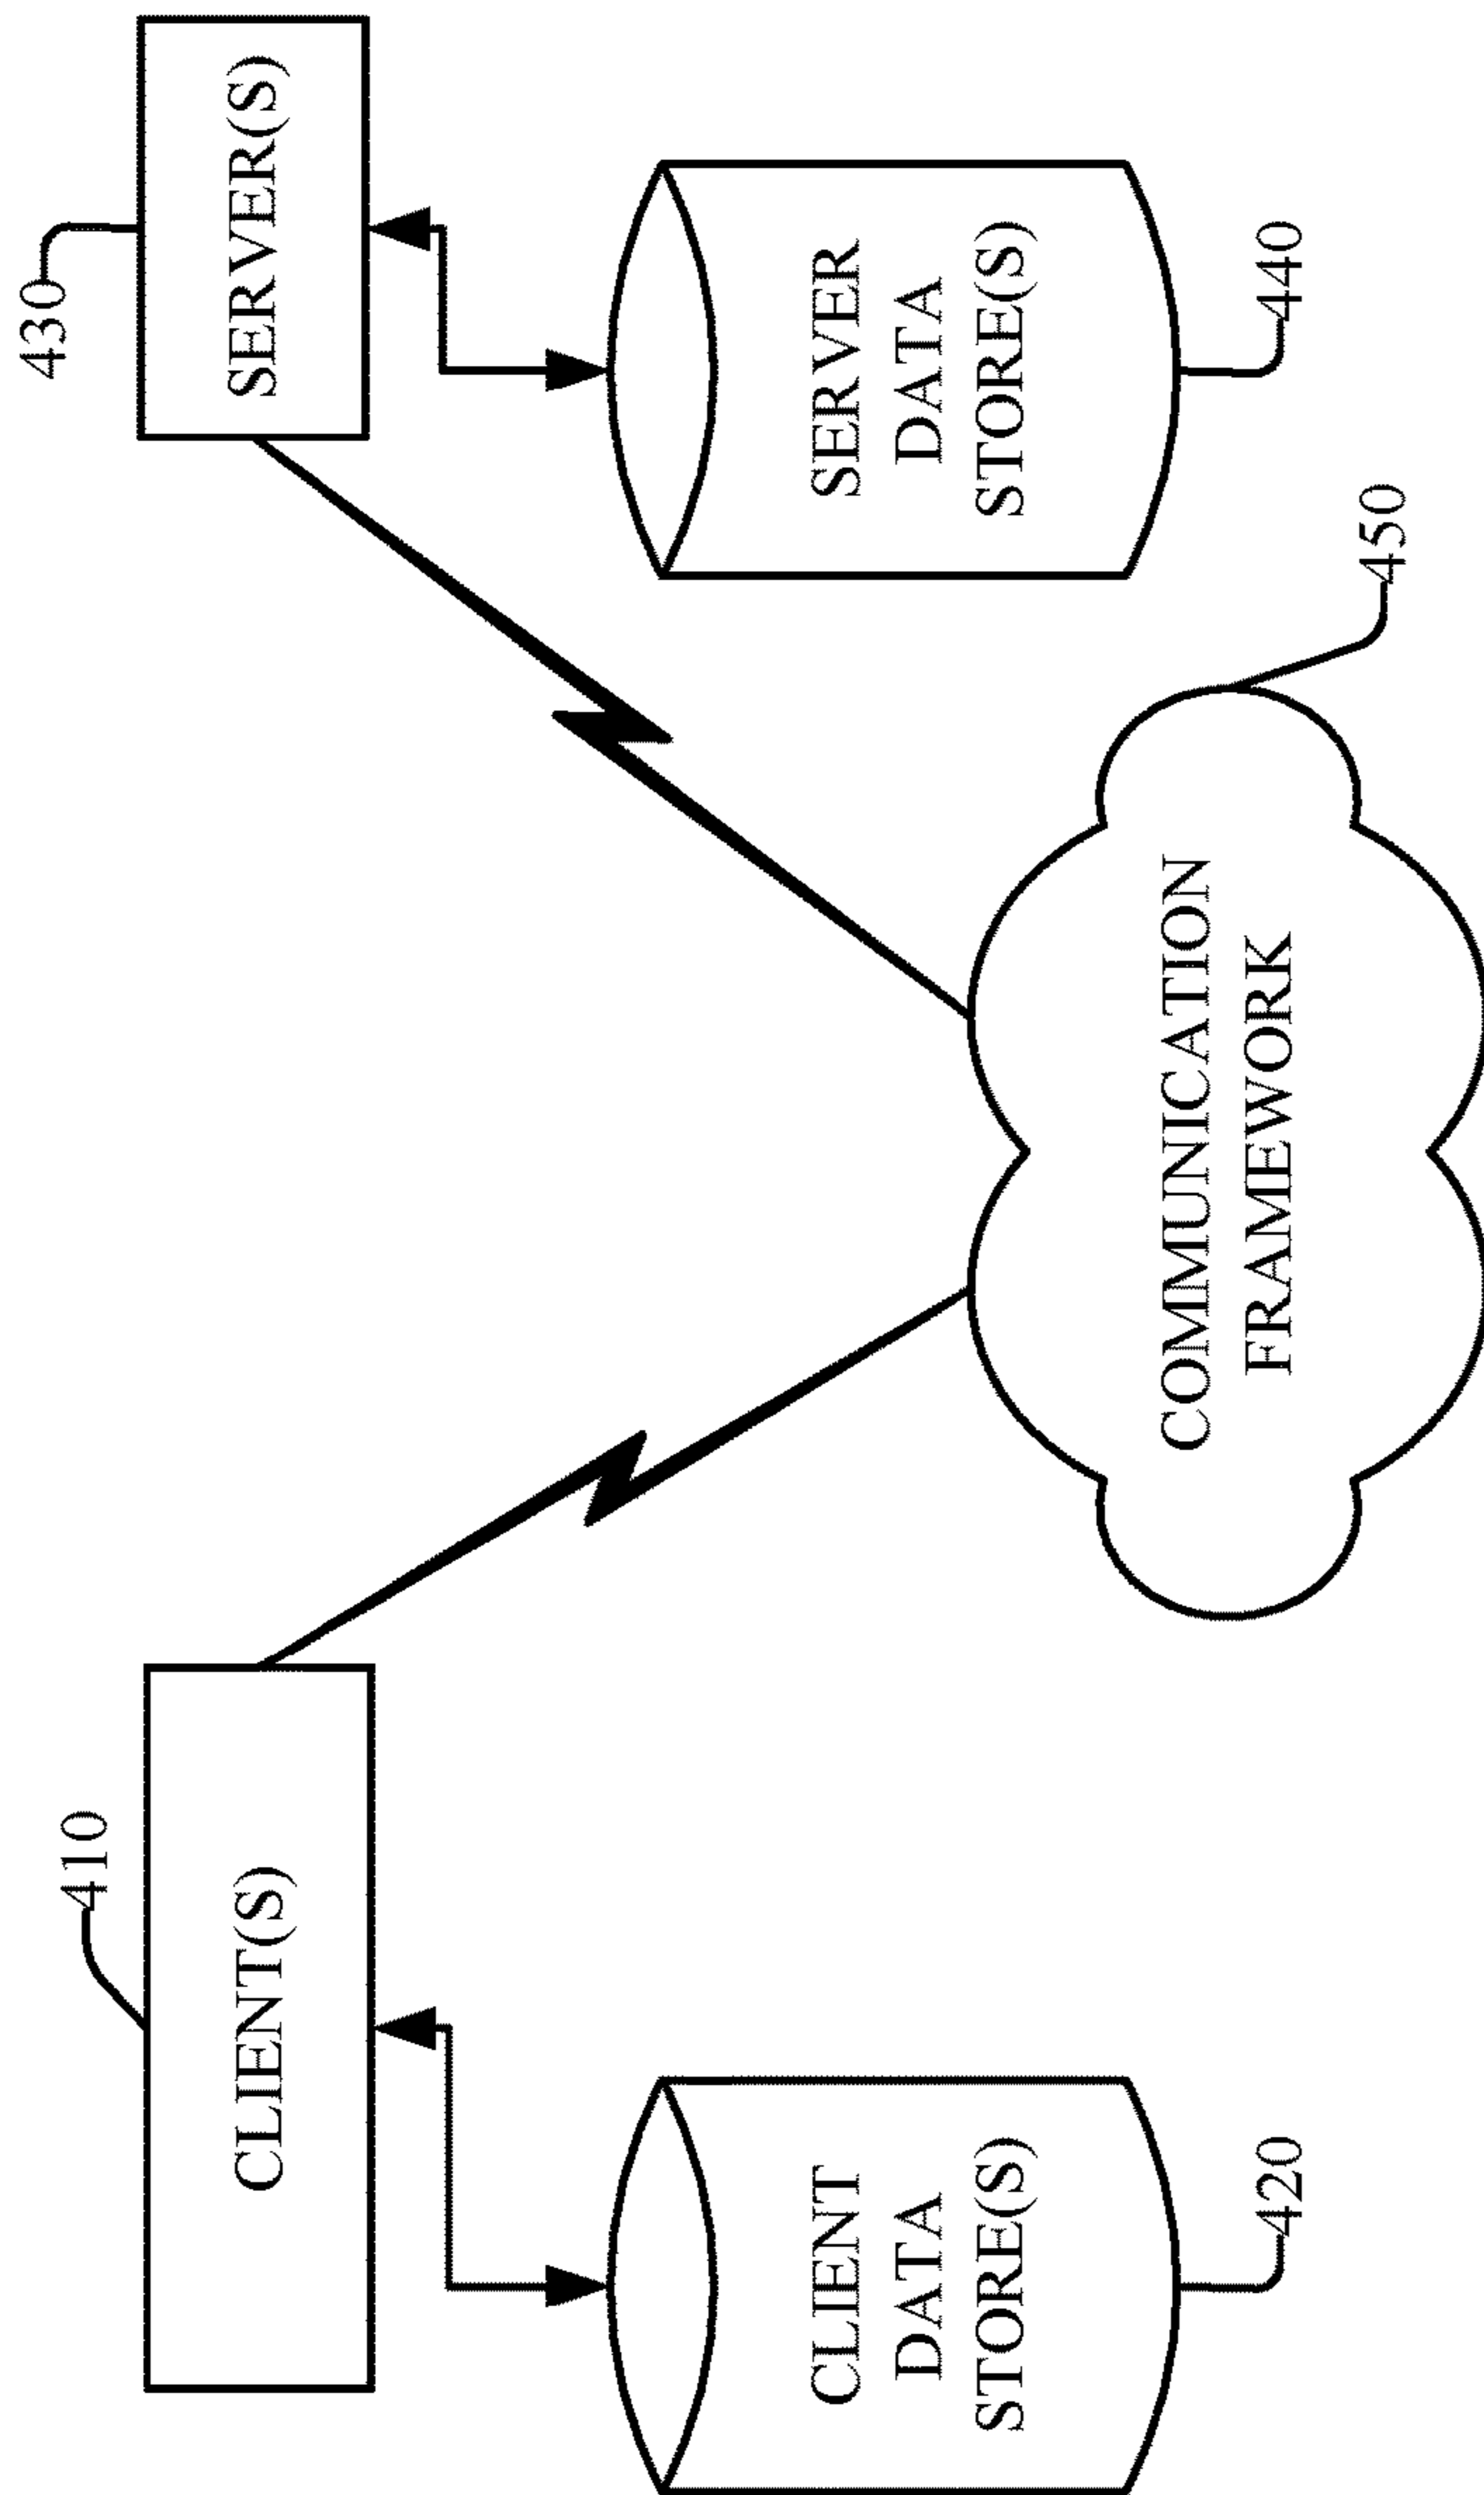 410
CLIENT(S)
430
SERVER(S)
CLIENT
DATA
STORE(S)
420
SERVER
DATA
STORE(S)
440
COMMUNICATION
FRAMEWORK
450